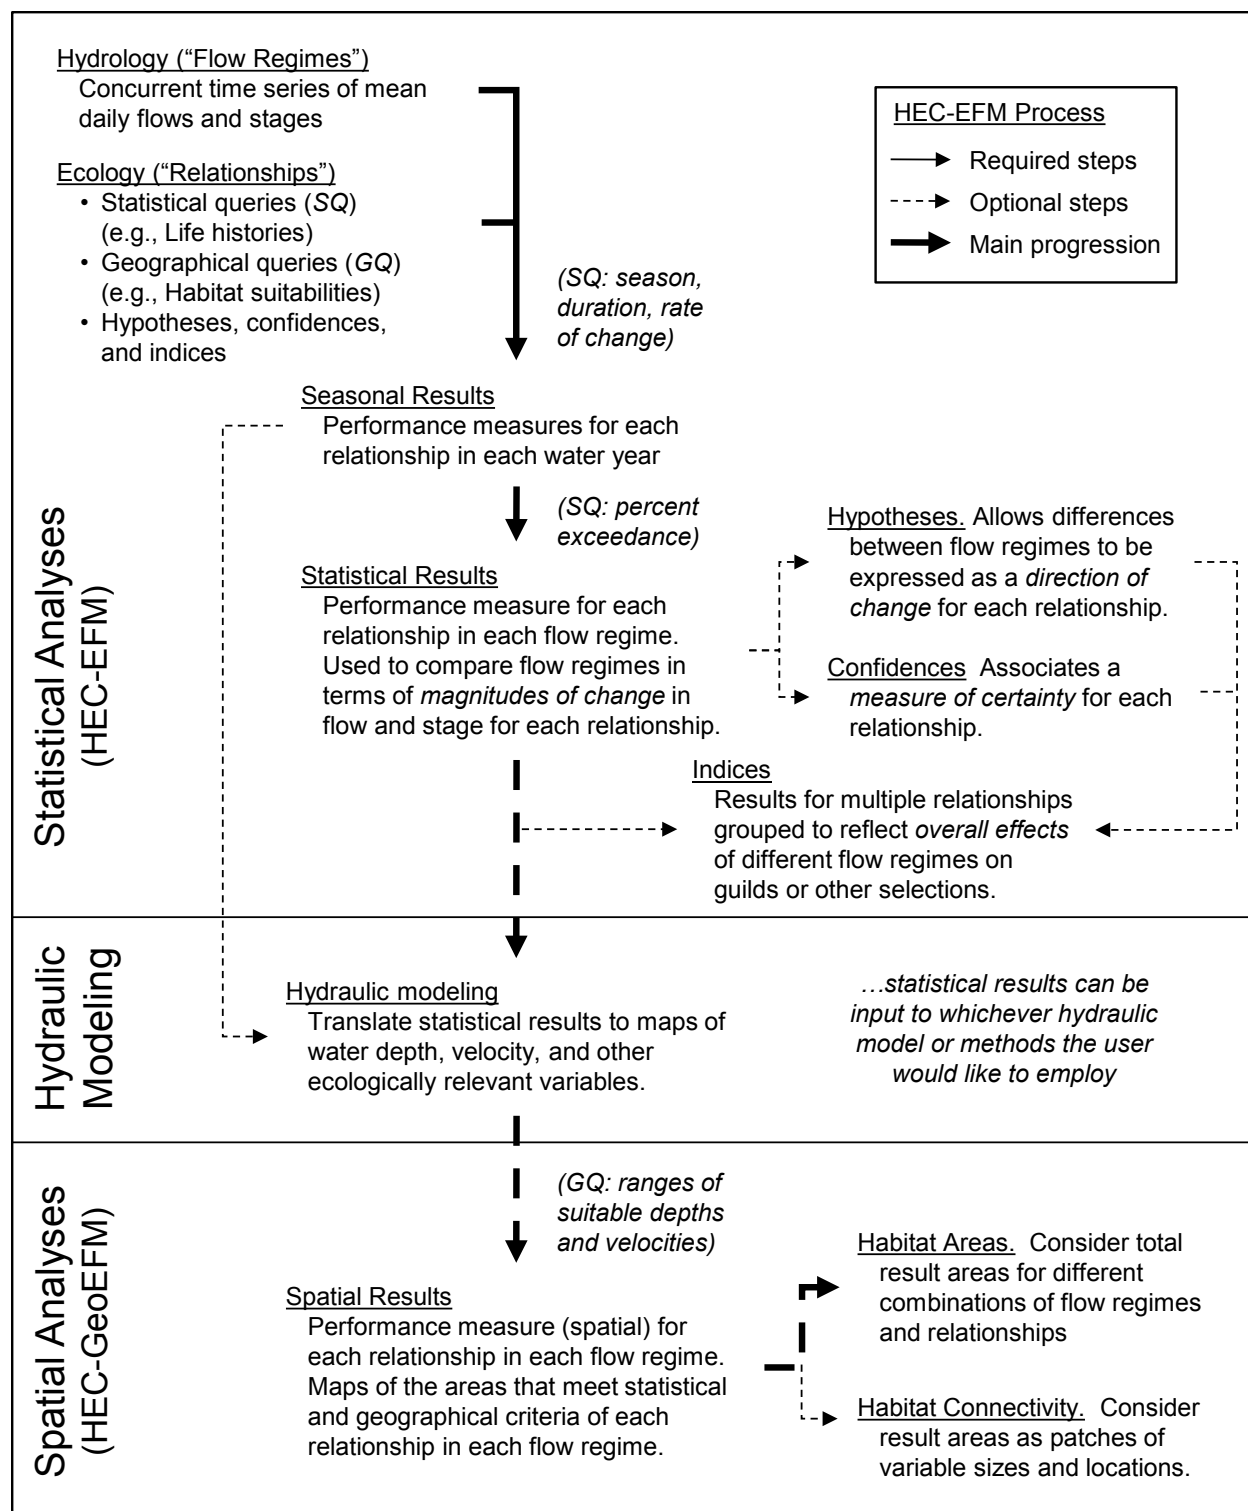 Hydrology (“Flow Regimes”)
Concurrent time series of mean
daily flows and stages
HEC-EFM Process
Required steps
Optional steps
Main progression
Ecology (“Relationships”)
• Statistical queries (SQ)
(e.g., Life histories)
• Geographical queries (GQ)
(e.g., Habitat suitabilities)
• Hypotheses, confidences,
and indices
(SQ: season,
duration, rate
of change)
Statistical Analyses
(HEC-EFM)
Seasonal Results
Performance measures for each
relationship in each water year
(SQ: percent
exceedance)
Statistical Results
Performance measure for each
relationship in each flow regime.
Used to compare flow regimes in
terms of magnitudes of change in
flow and stage for each relationship.
Hypotheses. Allows differences
between flow regimes to be
expressed as a direction of
change for each relationship.
Confidences Associates a
measure of certainty for each
relationship.
Indices
Results for multiple relationships
grouped to reflect overall effects
of different flow regimes on
guilds or other selections.
Hydraulic
Modeling
Hydraulic modeling
Translate statistical results to maps of
water depth, velocity, and other
ecologically relevant variables.
…statistical results can be
input to whichever hydraulic
model or methods the user
would like to employ
Spatial Analyses
(HEC-GeoEFM)
(GQ: ranges of
suitable depths
and velocities)
Spatial Results
Performance measure (spatial) for
each relationship in each flow regime.
Maps of the areas that meet statistical
and geographical criteria of each
relationship in each flow regime.
Habitat Areas. Consider total
result areas for different
combinations of flow regimes
and relationships
Habitat Connectivity. Consider
result areas as patches of
variable sizes and locations.